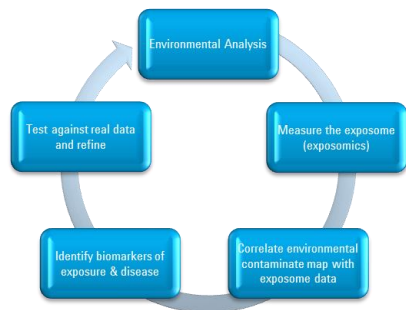 Environmental Analysis
Measure the exposome
(exposomics)
Correlate environmental
contaminate map with
exposome data
Identify biomarkers of
exposure & disease
Test against real data
and refine